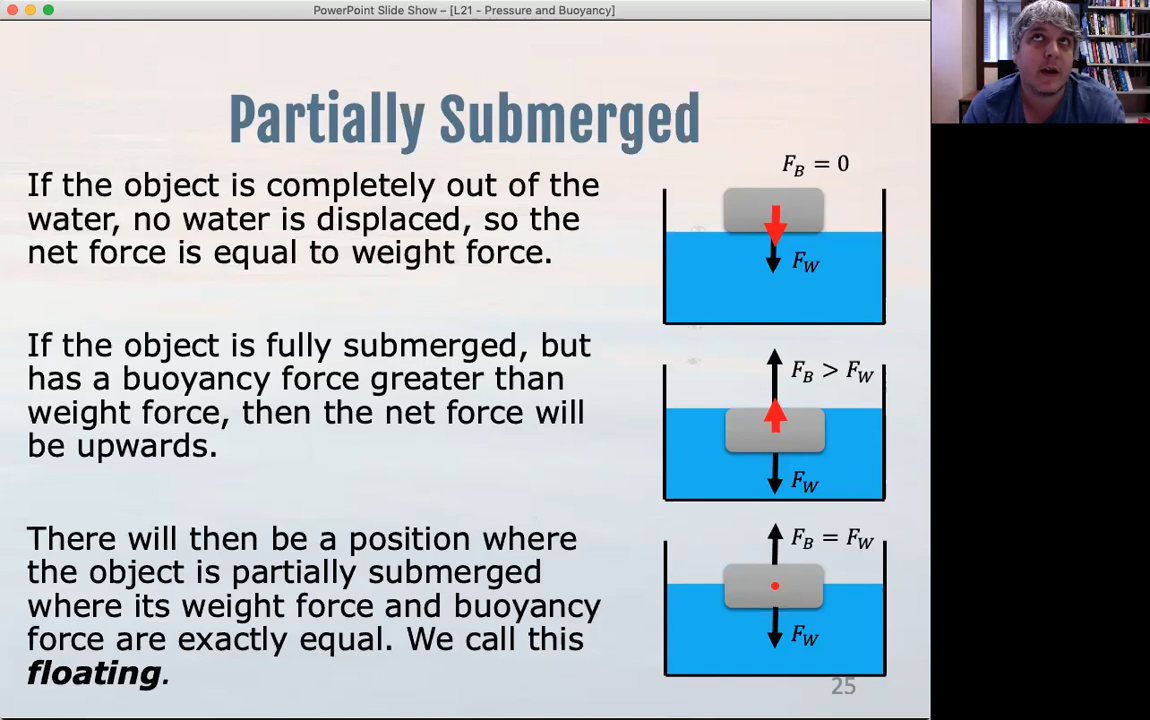 PowerPoint Slide Show – [L21 - Pressure and Buoyancy]
Partially Submerged
If the object is completely out of the
water, no water is displaced, so the
net force is equal to weight force.
F_B = 0
F_W
If the object is fully submerged, but
has a buoyancy force greater than
weight force, then the net force will
be upwards.
F_B > F_W
F_W
There will then be a position where
the object is partially submerged
where its weight force and buoyancy
force are exactly equal. We call this
floating.
F_B = F_W
F_W
25